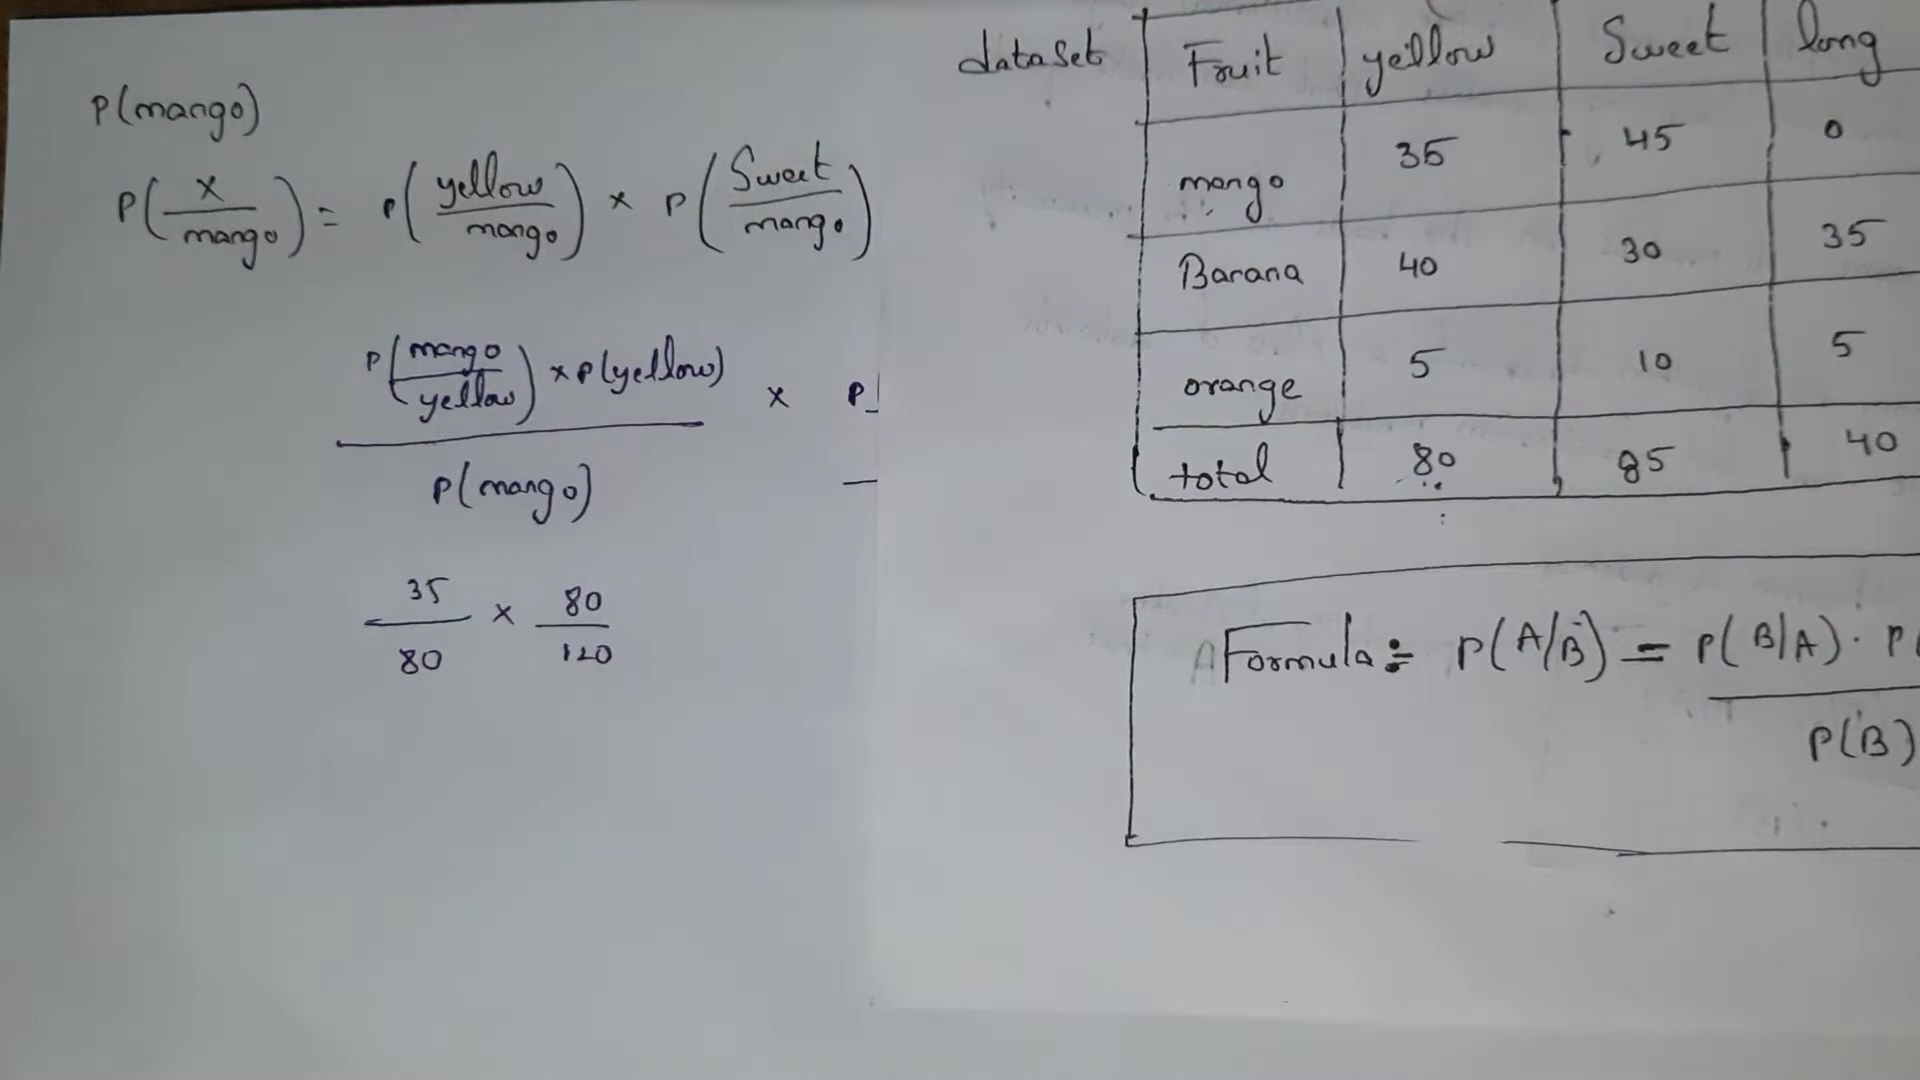 P(mango)
P(x/mango) = P(yellow/mango) x P(Sweet/mango)
P(mango/yellow) x P(yellow) x P
P(mango)
35/80 x 80/120
dataset
Fruit yellow Sweet long
mango 35 45 0
Banana 40 30 35
orange 5 10 5
total 80 85 40
Formula : P(A/B) = P(B|A) . P
P(B)